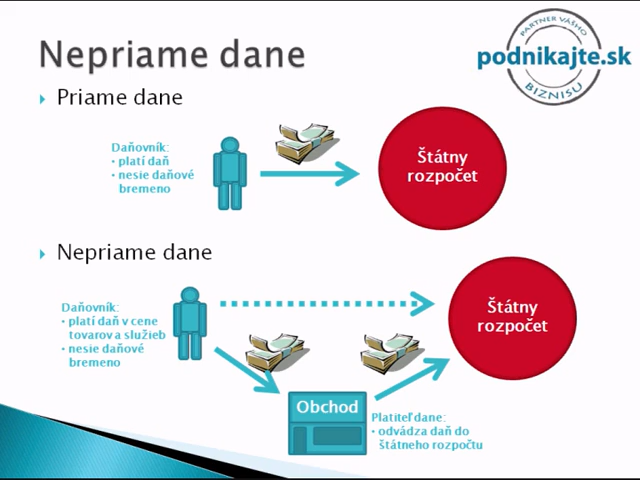 Nepriame dane
PARTNER VÁŠHO
podnikajte.sk
BIZNISU
Priame dane
Daňovník:
• platí daň
• nesie daňové
bremeno
Štátny
rozpočet
Nepriame dane
Daňovník:
• platí daň v cene
tovarov a služieb
• nesie daňové
bremeno
Štátny
rozpočet
Obchod
Platiteľ dane:
• odvádza daň do
štátneho rozpočtu